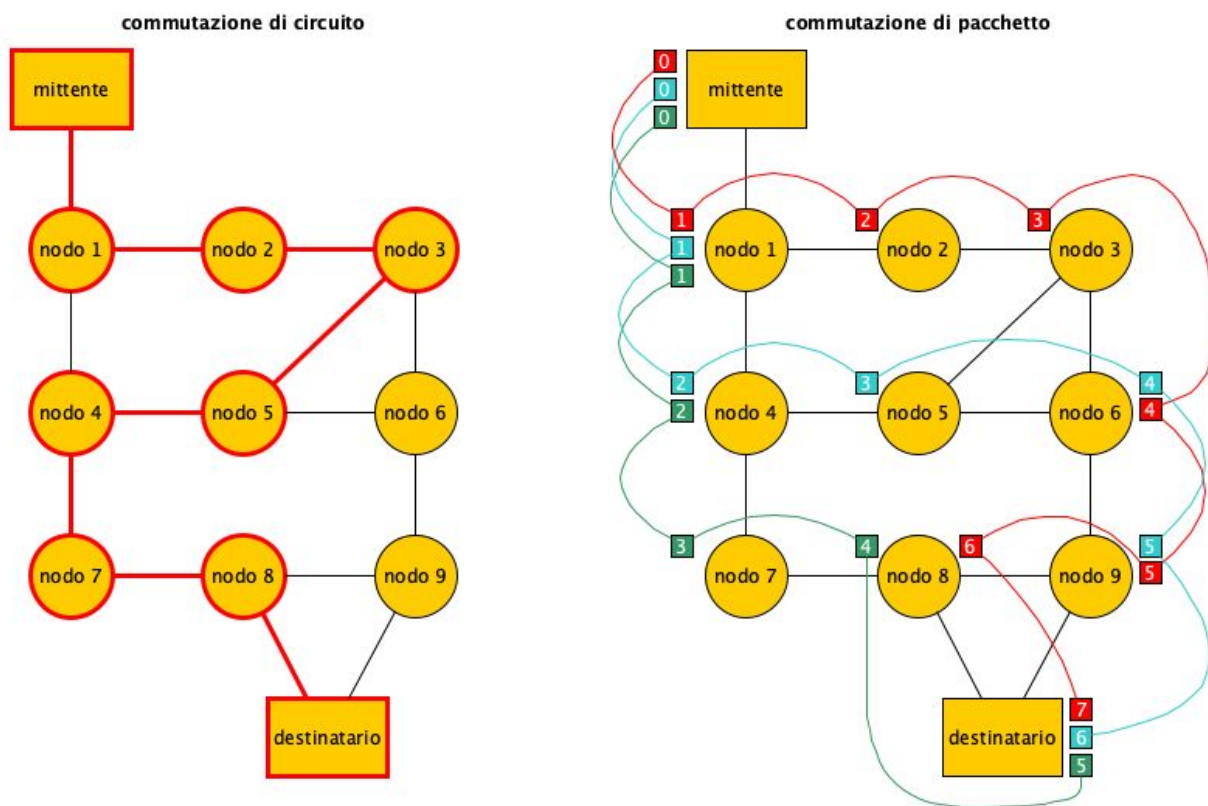 commutazione di circuito
mittente
nodo 1
nodo 2
nodo 3
nodo 4
nodo 5
nodo 6
nodo 7
nodo 8
nodo 9
destinatario
commutazione di pacchetto
0
0
0
mittente
1
2
3
1
1
nodo 1
nodo 2
nodo 3
2
3
4
2
4
nodo 4
nodo 5
nodo 6
3
4
6
5
5
nodo 7
nodo 8
nodo 9
7
6
5
destinatario